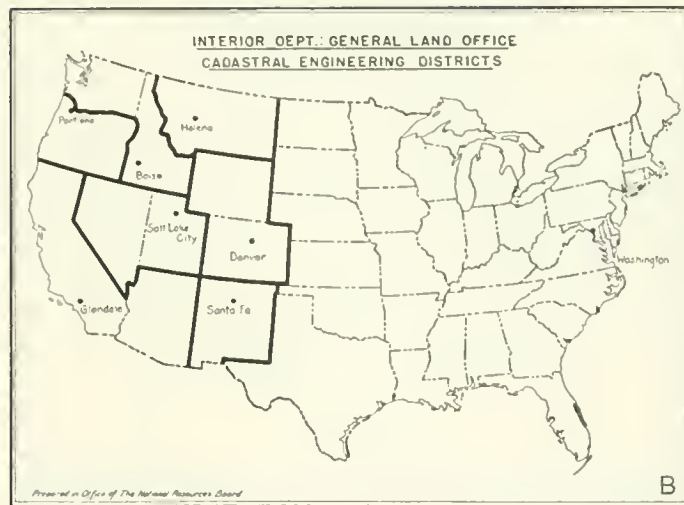 INTERIOR DEPT.: GENERAL LAND OFFICE
CADASTRAL ENGINEERING DISTRICTS
Portland
Helena
Boise
Salt Lake
City
Denver
Washington
Glendale
Santa Fe
Prepared in Office of The National Resources Board
B